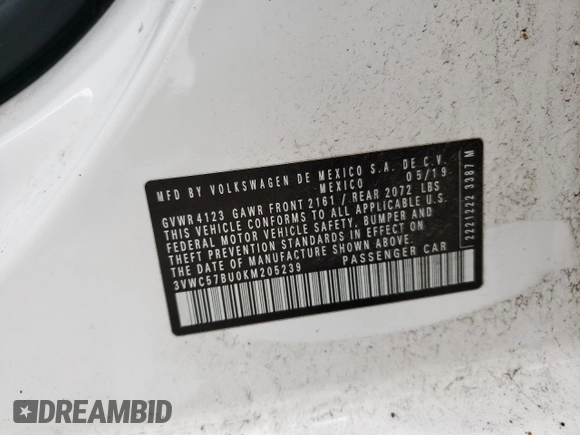 MFD BY VOLKSWAGEN DE MEXICO S.A. DE C.V.
MEXICO 05/19
GVWR 4123 GAWR FRONT 2161 / REAR 2072 LBS
THIS VEHICLE CONFORMS TO ALL APPLICABLE U.S.
FEDERAL MOTOR VEHICLE SAFETY, BUMPER AND
THEFT PREVENTION STANDARDS IN EFFECT ON
THE DATE OF MANUFACTURE SHOWN ABOVE.
3VWC57BU0KM205239 PASSENGER CAR
2221222 3387 M
DREAMBID